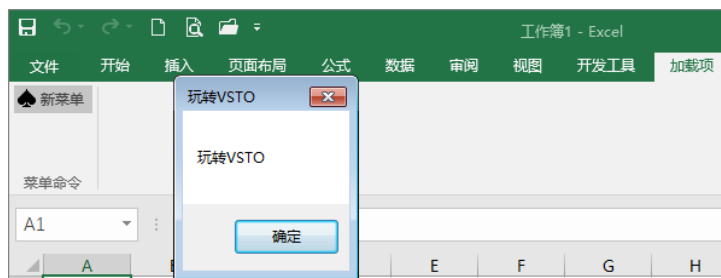 工作簿1 - Excel
文件 开始 插入 页面布局 公式 数据 审阅 视图 开发工具 加载项
新菜单
玩转VSTO
玩转VSTO
菜单命令
确定
A1
A E F G H